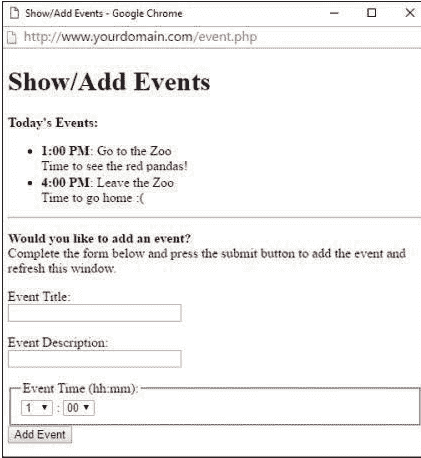 Show/Add Events - Google Chrome
http://www.yourdomain.com/event.php
Show/Add Events
Today's Events:
• 1:00 PM: Go to the Zoo
Time to see the red pandas!
• 4:00 PM: Leave the Zoo
Time to go home :(
Would you like to add an event?
Complete the form below and press the submit button to add the event and
refresh this window.
Event Title:
Event Description:
Event Time (hh:mm):
1 : 00
Add Event